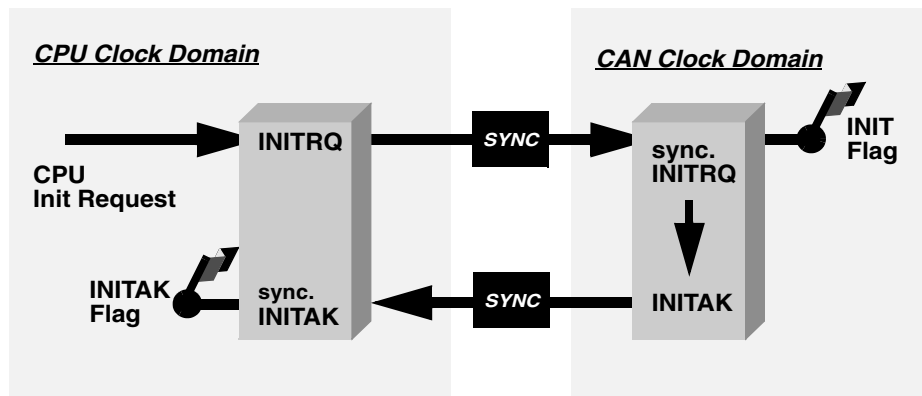 CPU Clock Domain
CAN Clock Domain
INITRQ
SYNC
sync.
INITRQ
INIT
Flag
CPU
Init Request
INITAK
Flag
sync.
INITAK
SYNC
INITAK